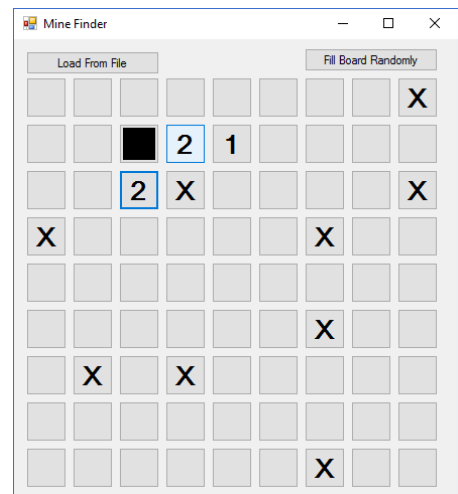 Mine Finder
Load From File Fill Board Randomly
X
2 1
2 X X
X X
X
X X
X